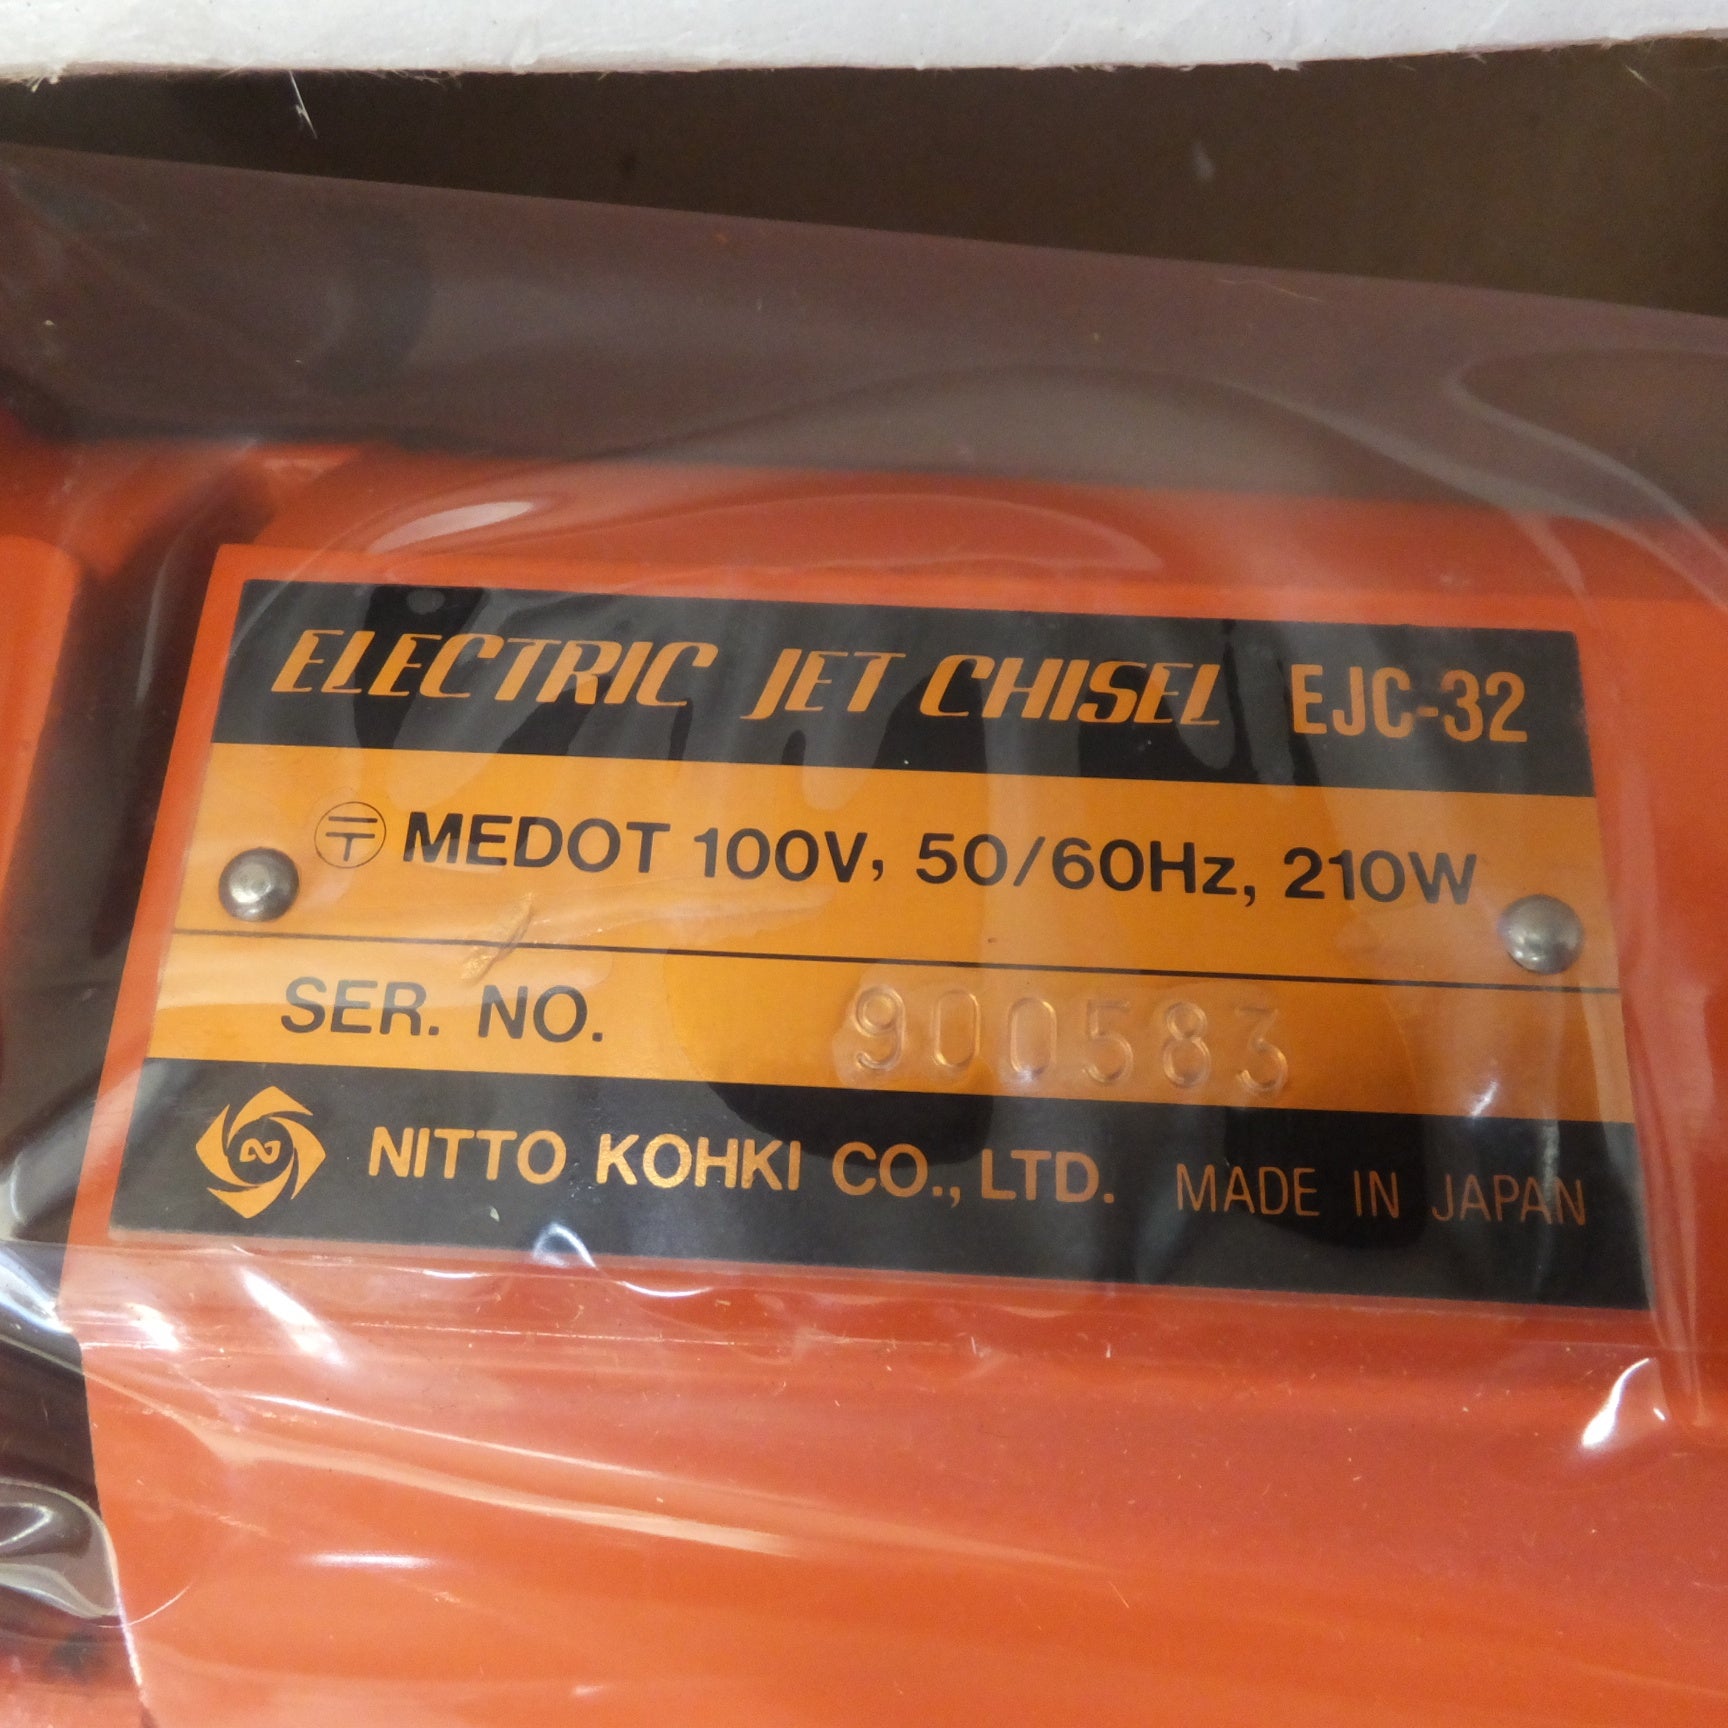 ELECTRIC JET CHISEL EJC-32
〶 MEDOT 100V, 50/60Hz, 210W
SER. NO. 900583
NITTO KOHKI CO., LTD. MADE IN JAPAN